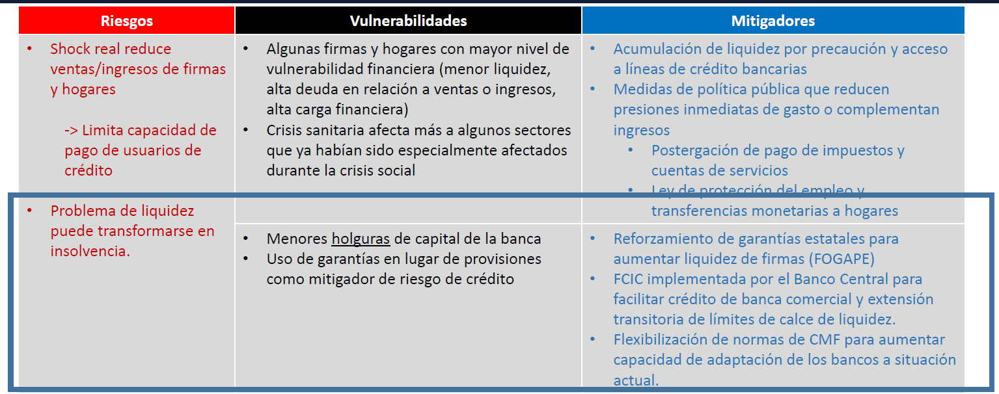 Riesgos
Vulnerabilidades
Mitigadores
• Shock real reduce
ventas/ingresos de firmas
y hogares
-> Limita capacidad de
pago de usuarios de
crédito
• Algunas firmas y hogares con mayor nivel de
vulnerabilidad financiera (menor liquidez,
alta deuda en relación a ventas o ingresos,
alta carga financiera)
• Crisis sanitaria afecta más a algunos sectores
que ya habían sido especialmente afectados
durante la crisis social
• Acumulación de liquidez por precaución y acceso
a líneas de crédito bancarias
• Medidas de política pública que reducen
presiones inmediatas de gasto o complementan
ingresos
• Postergación de pago de impuestos y
cuentas de servicios
• Ley de protección del empleo y
transferencias monetarias a hogares
• Problema de liquidez
puede transformarse en
insolvencia.
• Menores holguras de capital de la banca
• Uso de garantías en lugar de provisiones
como mitigador de riesgo de crédito
• Reforzamiento de garantías estatales para
aumentar liquidez de firmas (FOGAPE)
• FCIC implementada por el Banco Central para
facilitar crédito de banca comercial y extensión
transitoria de límites de calce de liquidez.
• Flexibilización de normas de CMF para aumentar
capacidad de adaptación de los bancos a situación
actual.